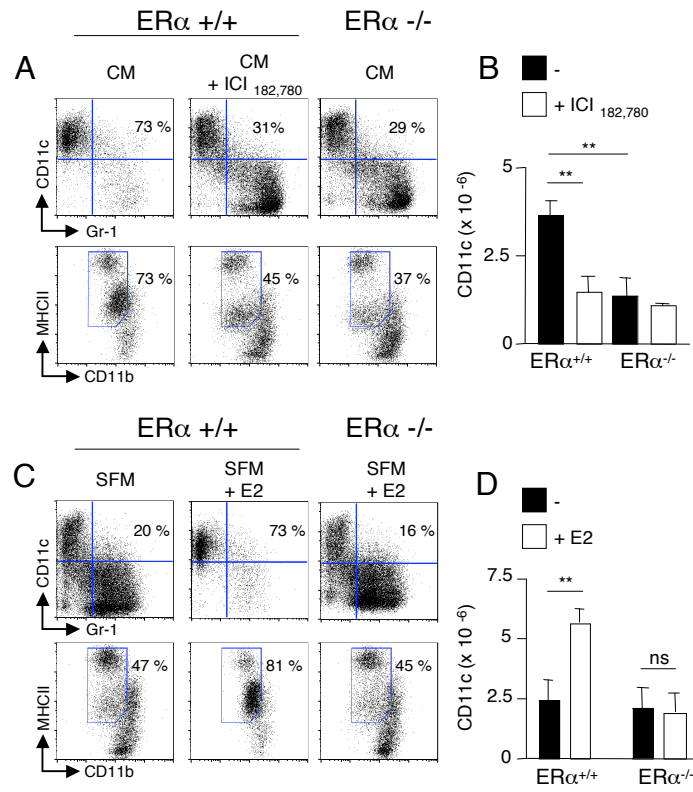 ERα +/+ ERα -/-
A
CM
CM
+ ICI 182,780
CM
73 %
31%
29 %
CD11c
Gr-1
73 %
45 %
37 %
MHCII
CD11b
B
-
+ ICI 182,780
**
**
CD11c (x 10 -6)
5
2.5
0
ERα+/+ ERα-/-
ERα +/+ ERα -/-
C
SFM
SFM
+ E2
SFM
+ E2
20 %
73 %
16 %
CD11c
Gr-1
47 %
81 %
45 %
MHCII
CD11b
D
-
+ E2
**
ns
CD11c (x 10 -6)
7.5
5
2.5
0
ERα+/+ ERα-/-